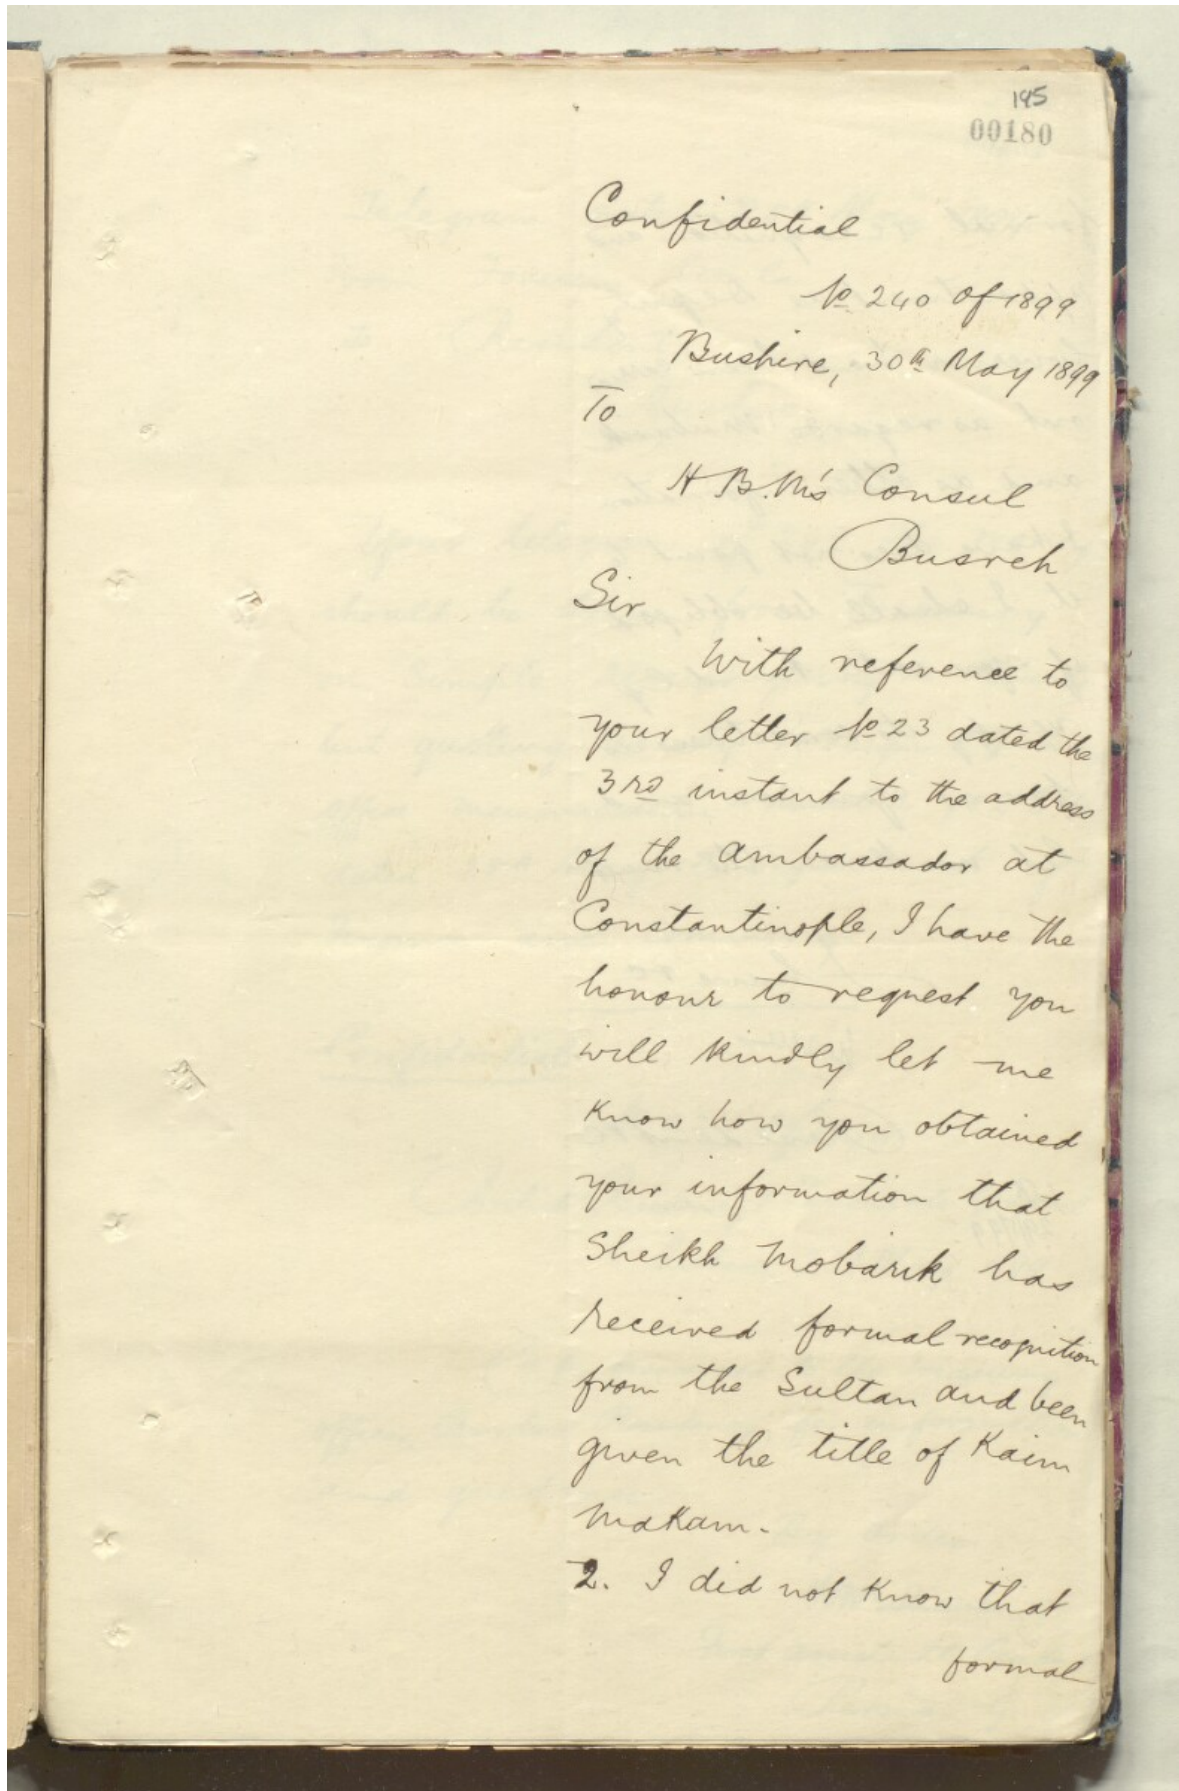 195
00180
Confidential
No 240 of 1899
Bushire, 30th May 1899
To
H B.M's Consul
Busreh
Sir
With reference to
your letter No 23 dated the
3rd instant to the address
of the Ambassador at
Constantinople, I have the
honour to request you
will kindly let me
know how you obtained
your information that
Sheikh Mobarik has
received formal recognition
from the Sultan and been
given the title of Kaim
Makam.
2. I did not know that
formal